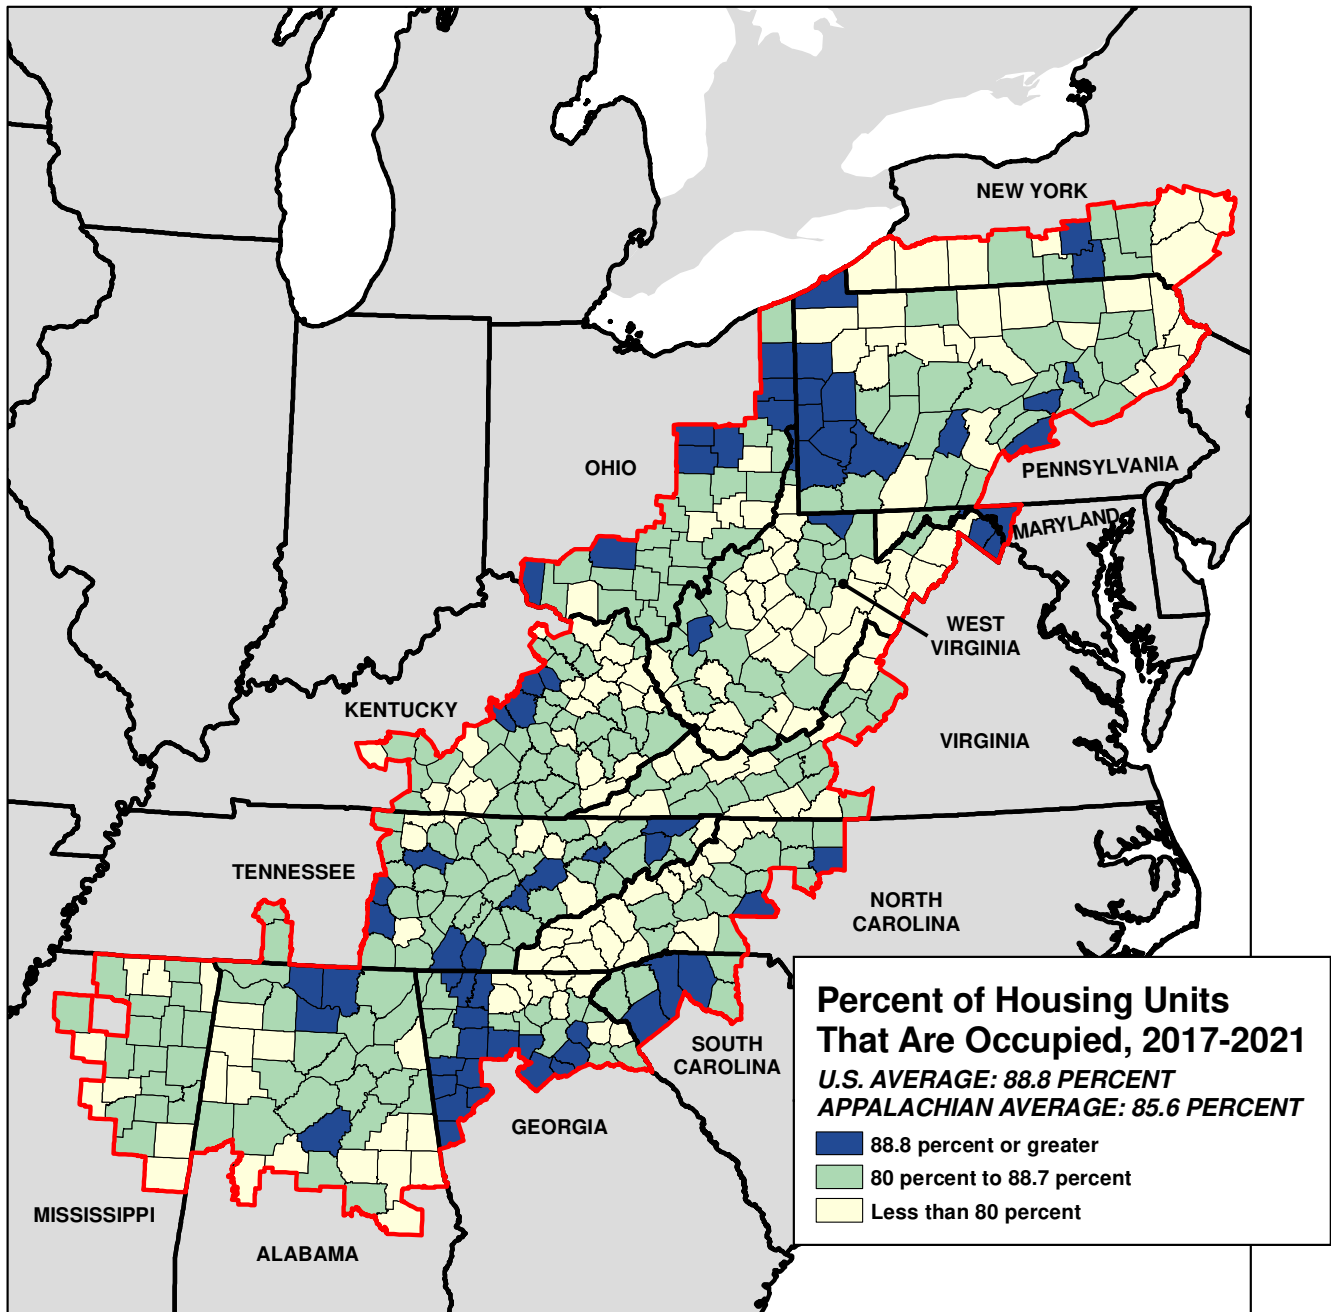 NEW YORK
OHIO
PENNSYLVANIA
MARYLAND
WEST
VIRGINIA
KENTUCKY
VIRGINIA
TENNESSEE
NORTH
CAROLINA
SOUTH
CAROLINA
GEORGIA
MISSISSIPPI
ALABAMA
Percent of Housing Units
That Are Occupied, 2017-2021
U.S. AVERAGE: 88.8 PERCENT
APPALACHIAN AVERAGE: 85.6 PERCENT
88.8 percent or greater
80 percent to 88.7 percent
Less than 80 percent